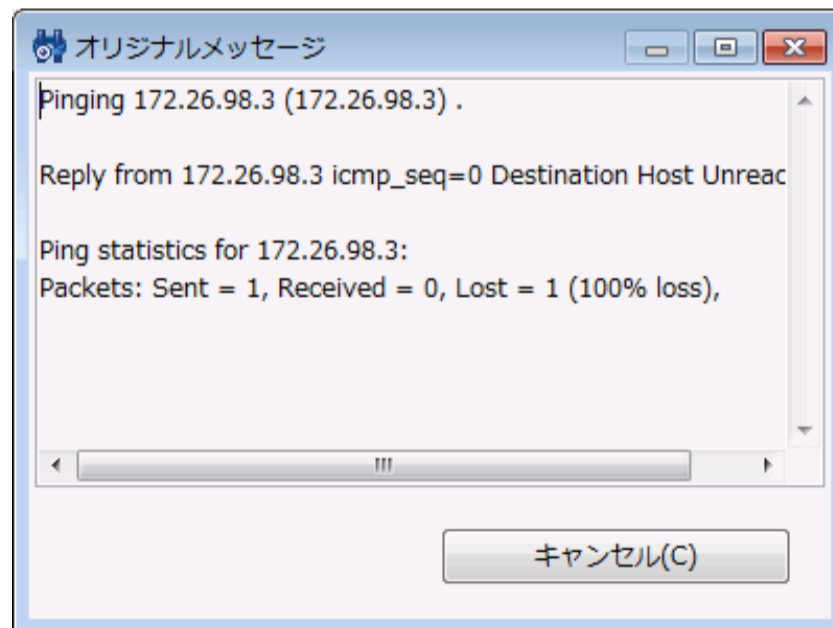 オリジナルメッセージ
Pinging 172.26.98.3 (172.26.98.3) .
Reply from 172.26.98.3 icmp_seq=0 Destination Host Unreac
Ping statistics for 172.26.98.3:
Packets: Sent = 1, Received = 0, Lost = 1 (100% loss),
キャンセル(C)